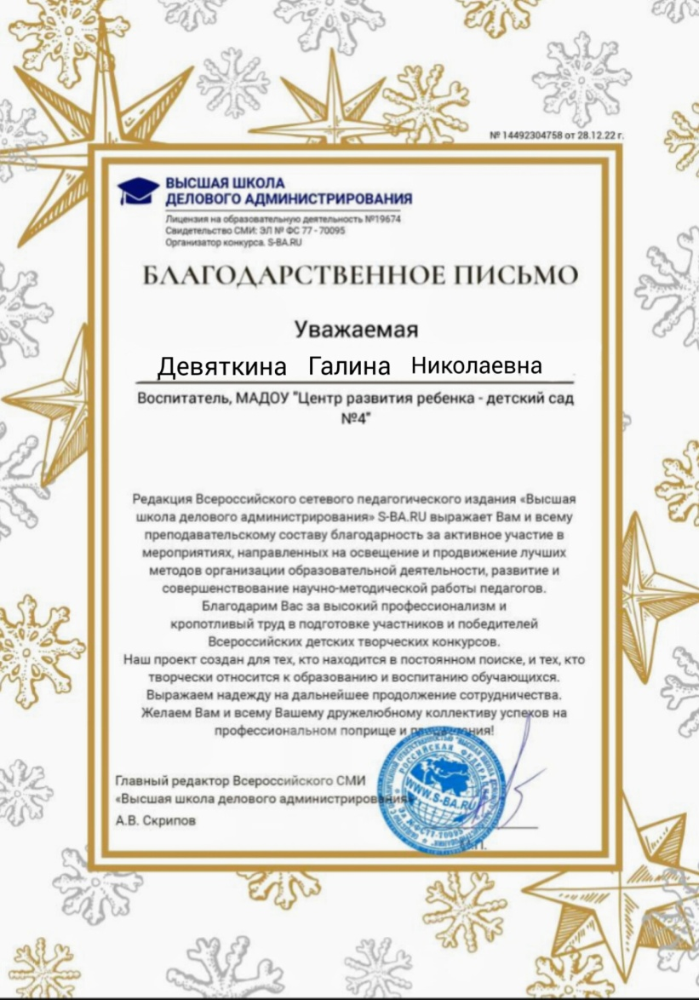 № 14492304758 от 28.12.22 г.
ВЫСШАЯ ШКОЛА
ДЕЛОВОГО АДМИНИСТРИРОВАНИЯ
Лицензия на образовательную деятельность №19674
Свидетельство СМИ: ЭЛ № ФС 77 - 70095
Организатор конкурса. S-BA.RU
БЛАГОДАРСТВЕННОЕ ПИСЬМО
Уважаемая
Девяткина Галина Николаевна
Воспитатель, МАДОУ "Центр развития ребенка - детский сад
№4"
Редакция Всероссийского сетевого педагогического издания «Высшая
школа делового администрирования» S-BA.RU выражает Вам и всему
преподавательскому составу благодарность за активное участие в
мероприятиях, направленных на освещение и продвижение лучших
методов организации образовательной деятельности, развитие и
совершенствование научно-методической работы педагогов.
Благодарим Вас за высокий профессионализм и
кропотливый труд в подготовке участников и победителей
Всероссийских детских творческих конкурсов.
Наш проект создан для тех, кто находится в постоянном поиске, и тех, кто
творчески относится к образованию и воспитанию обучающихся.
Выражаем надежду на дальнейшее продолжение сотрудничества.
Желаем Вам и всему Вашему дружелюбному коллективу успехов на
профессиональном поприще и
Главный редактор Всероссийского СМИ
«Высшая школа делового администрирования»
А.В. Скрипов
РОССИЙСКАЯ
WWW.S-BA.RU